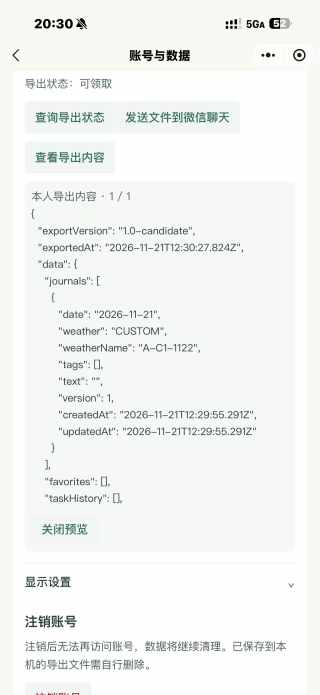 20:30
5GA 52
账号与数据
导出状态：可领取
查询导出状态 发送文件到微信聊天
查看导出内容
本人导出内容 · 1 / 1
{
"exportVersion": "1.0-candidate",
"exportedAt": "2026-11-21T12:30:27.824Z",
"data": {
"journals": [
{
"date": "2026-11-21",
"weather": "CUSTOM",
"weatherName": "A-C1-1122",
"tags": [],
"text": "",
"version": 1,
"createdAt": "2026-11-21T12:29:55.291Z",
"updatedAt": "2026-11-21T12:29:55.291Z"
}
],
"favorites": [],
"taskHistory": [],
关闭预览
显示设置
注销账号
注销后无法再访问账号，数据将继续清理。已保存到本
机的导出文件需自行删除。
注销账号